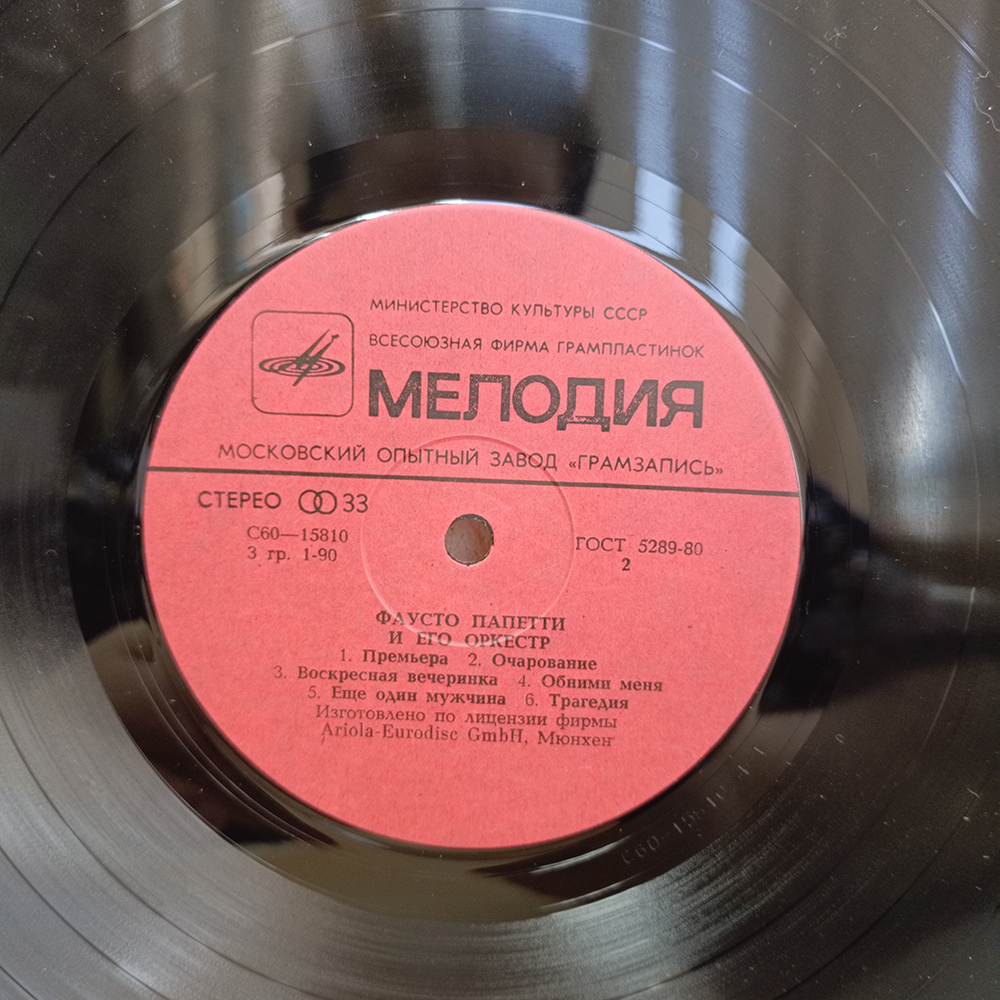 МИНИСТЕРСТВО КУЛЬТУРЫ СССР
ВСЕСОЮЗНАЯ ФИРМА ГРАМПЛАСТИНОК
МЕЛОДИЯ
МОСКОВСКИЙ ОПЫТНЫЙ ЗАВОД «ГРАМЗАПИСЬ»
СТЕРЕО 33
С60—15810
3 гр. 1-90
ГОСТ 5289-80
2
ФАУСТО ПАПЕТТИ
И ЕГО ОРКЕСТР
1. Премьера 2. Очарование
3. Воскресная вечеринка 4. Обними меня
5. Еще один мужчина 6. Трагедия
Изготовлено по лицензии фирмы
Ariola-Eurodisc GmbH, Мюнхен